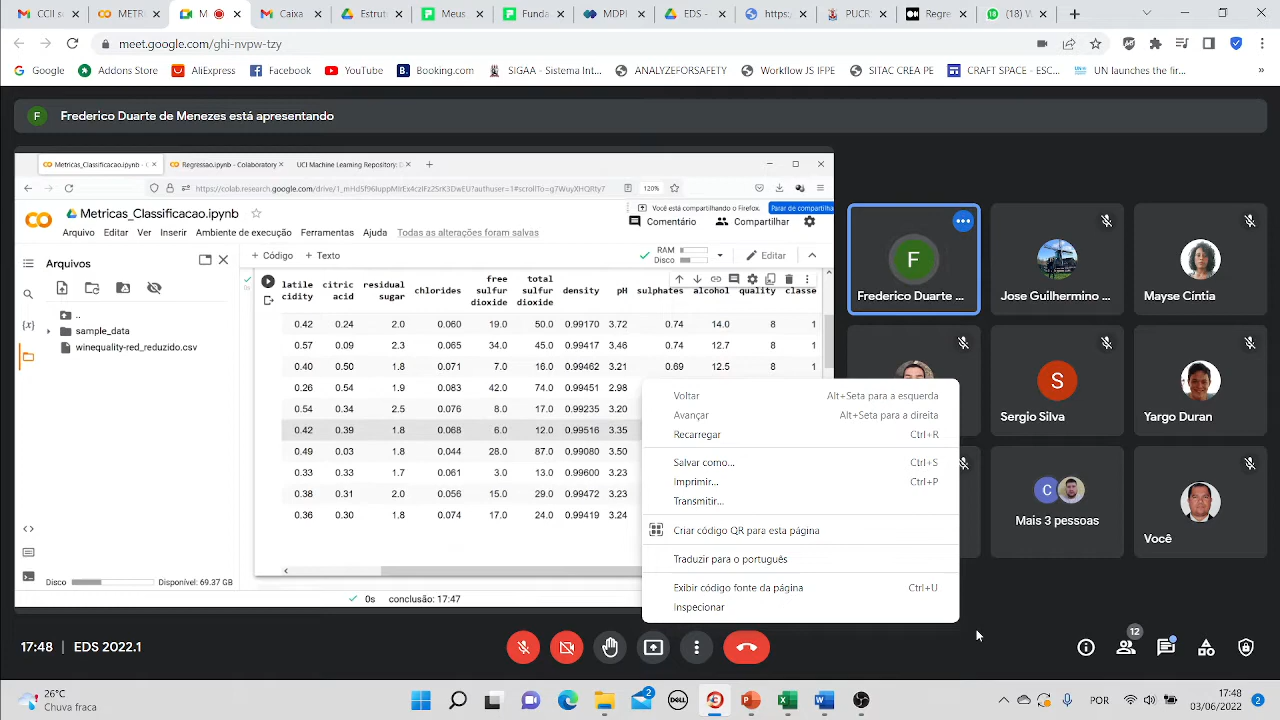 CCII s
METR
M
Caixa
Estrut
Meus
Funda
EDS -
https:
PU
Regre
(18) W
meet.google.com/ghi-nvpw-tzy
Google
Addons Store
AliExpress
Facebook
YouTube
Booking.com
SIGAA - Sistema Int...
ANALYZEFORSAFETY
Workflow JS IFPE
SITAC CREA PE
CRAFT SPACE - ESC...
UN launches the fir...
»
F Frederico Duarte de Menezes está apresentando
Metricas_Classificacao.ipynb - C
Regressao.ipynb - Colaboratory
UCI Machine Learning Repository:
120%
Você está compartilhando o Firefox. Parar de compartilha
Metricas_Classificacao.ipynb
Comentário
Compartilhar
Arquivo Editar Ver Inserir Ambiente de execução Ferramentas Ajuda Todas as alterações foram salvas
+ Código + Texto
RAM
Disco
Editar
Arquivos
..
sample_data
winequality-red_reduzido.csv
{x}
Disco Disponível: 69.37 GB
free total
latile citric residual sulfur sulfur
cidity acid sugar chlorides dioxide dioxide density pH sulphates alcohol quality classe
0.42 0.24 2.0 0.060 19.0 50.0 0.99170 3.72 0.74 14.0 8 1
0.57 0.09 2.3 0.065 34.0 45.0 0.99417 3.46 0.74 12.7 8 1
0.40 0.50 1.8 0.071 7.0 16.0 0.99462 3.21 0.69 12.5 8 1
0.26 0.54 1.9 0.083 42.0 74.0 0.99451 2.98
0.54 0.34 2.5 0.076 8.0 17.0 0.99235 3.20
0.42 0.39 1.8 0.068 6.0 12.0 0.99516 3.35
0.49 0.03 1.8 0.044 28.0 87.0 0.99080 3.50
0.33 0.33 1.7 0.061 3.0 13.0 0.99600 3.23
0.38 0.31 2.0 0.056 15.0 29.0 0.99472 3.23
0.36 0.30 1.8 0.074 17.0 24.0 0.99419 3.24
0s conclusão: 17:47
Voltar Alt+Seta para a esquerda
Avançar Alt+Seta para a direita
Recarregar Ctrl+R
Salvar como... Ctrl+S
Imprimir... Ctrl+P
Transmitir...
Criar código QR para esta página
Traduzir para o português
Exibir código fonte da página Ctrl+U
Inspecionar
F
Frederico Duarte ...
Jose Guilhermino ...
Mayse Cintia
S
Sergio Silva
Yargo Duran
C
Mais 3 pessoas
Você
17:48 EDS 2022.1
12
26°C
Chuva fraca
2
DELL
POR
17:48
03/06/2022
2